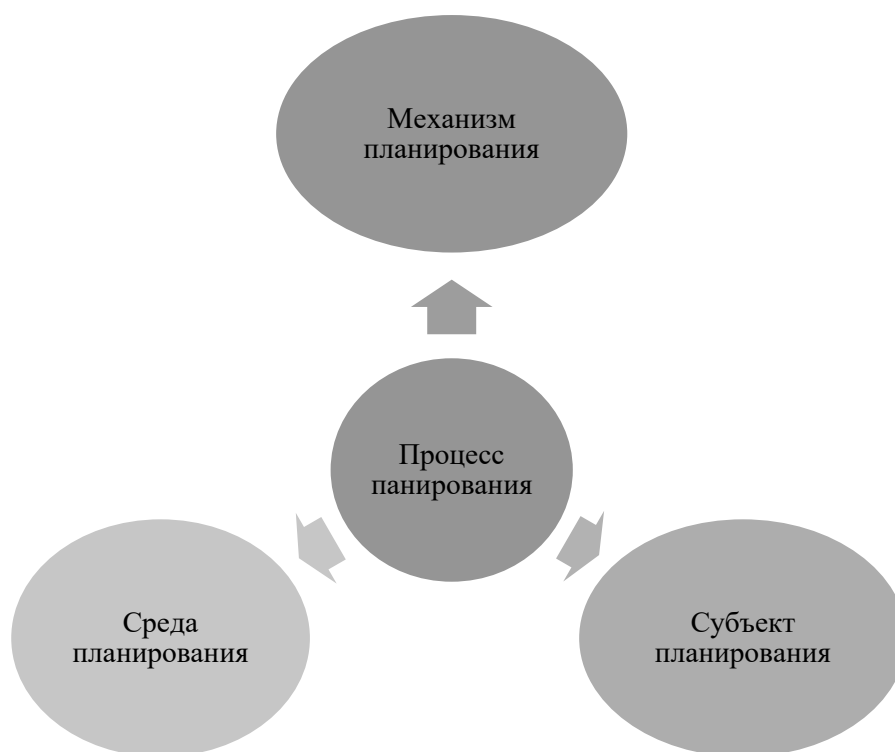 Механизм
планирования
Процесс
панирования
Среда
планирования
Субъект
планирования